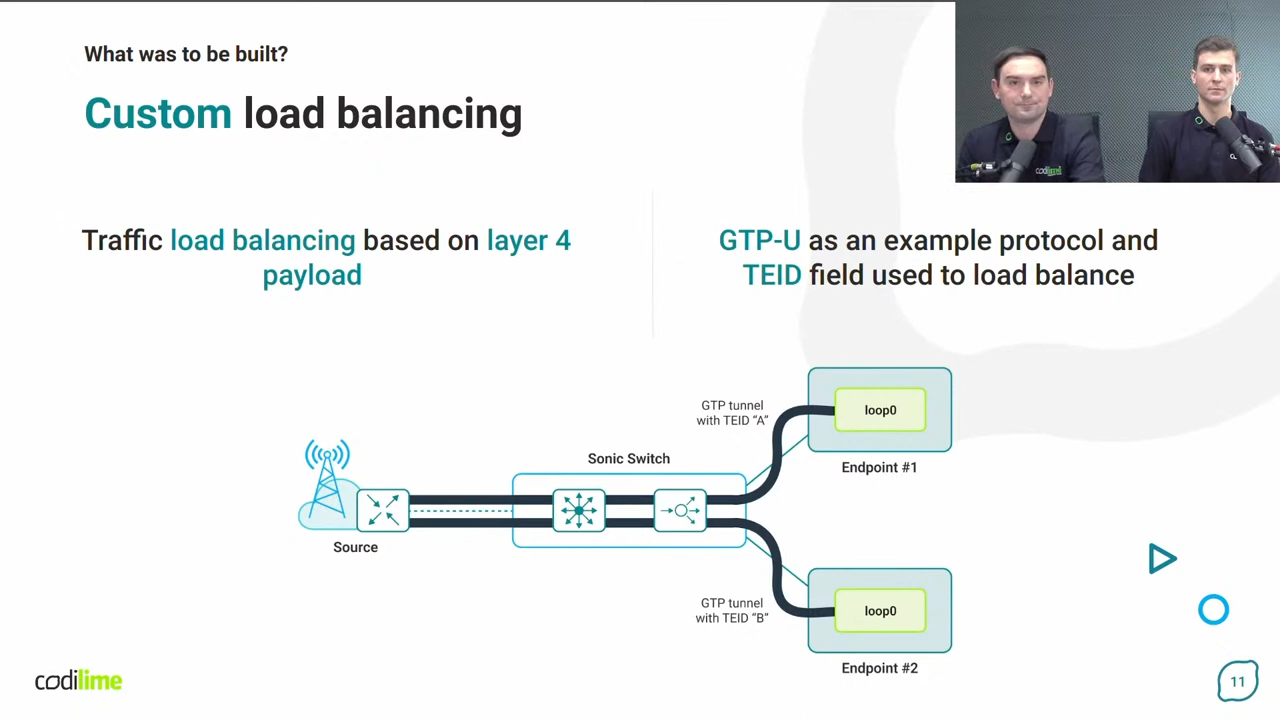 What was to be built?
Custom load balancing
Traffic load balancing based on layer 4
payload
GTP-U as an example protocol and
TEID field used to load balance
GTP tunnel
with TEID “A”
loop0
Endpoint #1
Sonic Switch
Source
GTP tunnel
with TEID “B”
loop0
Endpoint #2
codilime
11
codilime